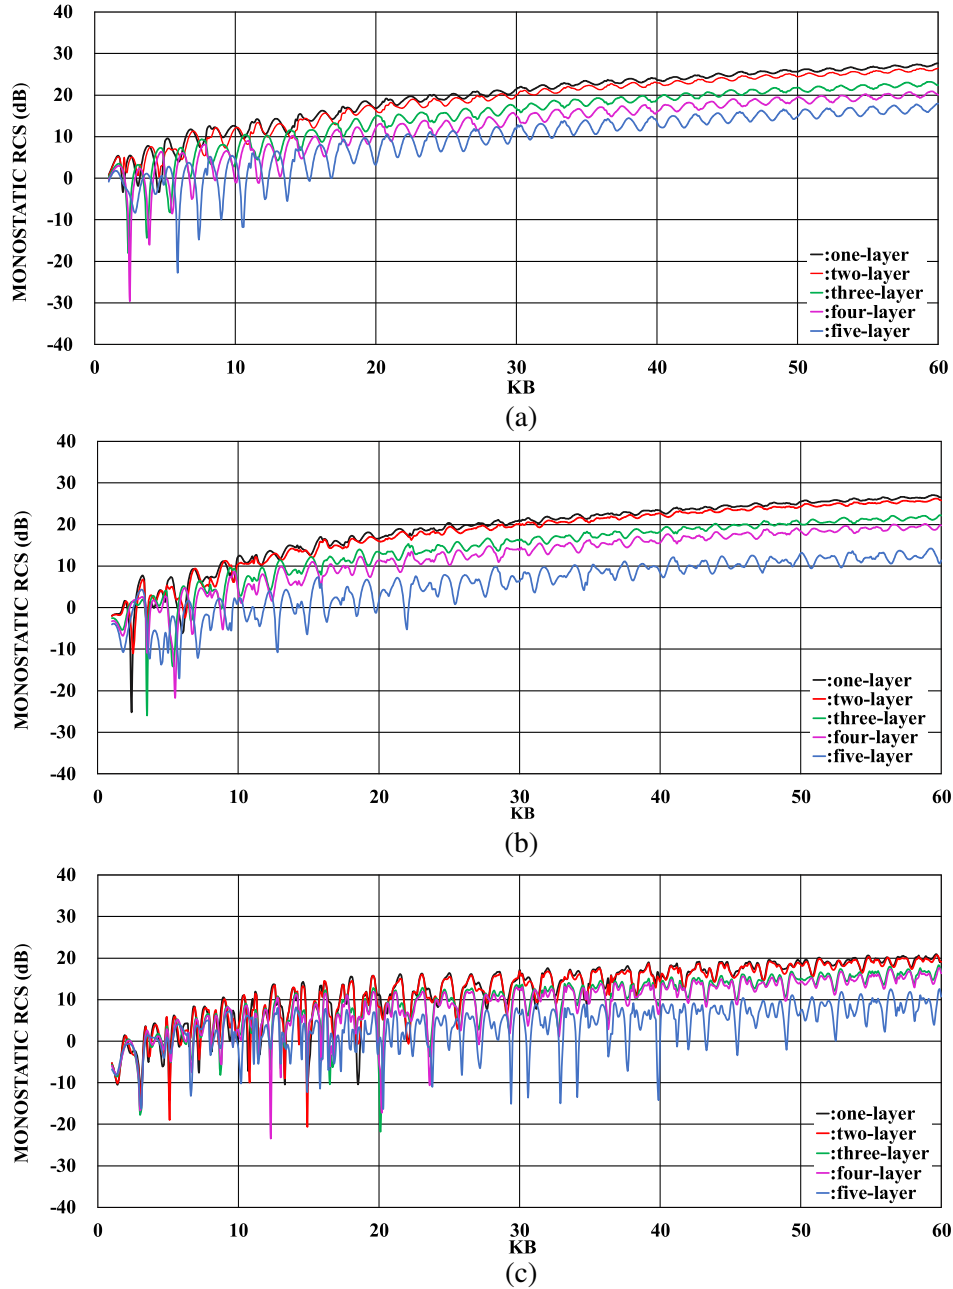 MONOSTATIC RCS (dB)
40
30
20
10
0
-10
-20
-30
-40
:one-layer
:two-layer
:three-layer
:four-layer
:five-layer
0 10 20 30 40 50 60
KB
(a)
MONOSTATIC RCS (dB)
40
30
20
10
0
-10
-20
-30
-40
:one-layer
:two-layer
:three-layer
:four-layer
:five-layer
0 10 20 30 40 50 60
KB
(b)
MONOSTATIC RCS (dB)
40
30
20
10
0
-10
-20
-30
-40
:one-layer
:two-layer
:three-layer
:four-layer
:five-layer
0 10 20 30 40 50 60
KB
(c)